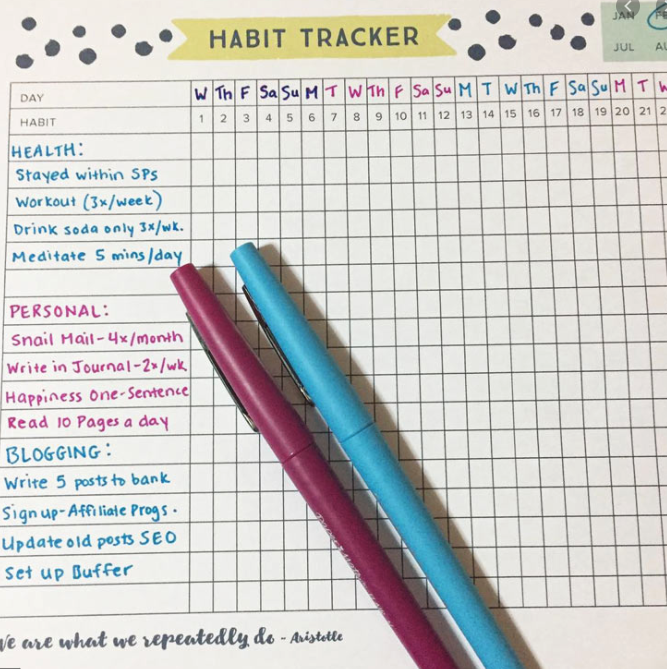 HABIT TRACKER
JAN
JUL
DAY W Th F Sa Su M T W Th F Sa Su M T W Th F Sa Su M T
HABIT 1 2 3 4 5 6 7 8 9 10 11 12 13 14 15 16 17 18 19 20 21
HEALTH:
Stayed within SPs
Workout (3x/week)
Drink soda only 3x/wk.
Meditate 5 mins/day
PERSONAL:
Snail Mail-4x/month
Write in Journal-2x/wk
Happiness One-Sentence
Read 10 Pages a day
BLOGGING:
Write 5 posts to bank
Sign up-Affiliate Progs.
Update old posts SEO
Set up Buffer
are what we repeatedly do - Aristotle